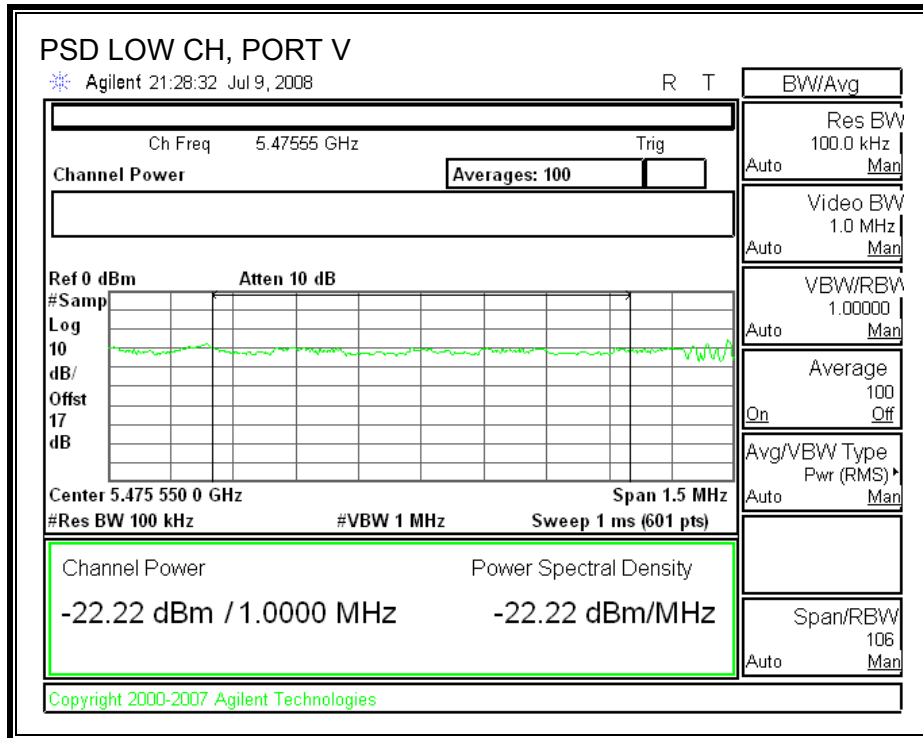 PSD LOW CH, PORT V
Agilent 21:28:32 Jul 9, 2008 R T
Ch Freq 5.47555 GHz Trig
Channel Power Averages: 100
Ref 0 dBm Atten 10 dB
#Samp
Log
10
dB/
Offst
17
dB
Center 5.475 550 0 GHz Span 1.5 MHz
#Res BW 100 kHz #VBW 1 MHz Sweep 1 ms (601 pts)
Channel Power Power Spectral Density
-22.22 dBm / 1.0000 MHz -22.22 dBm/MHz
Copyright 2000-2007 Agilent Technologies
BW/Avg
Res BW
100.0 kHz
Auto Man
Video BW
1.0 MHz
Auto Man
VBW/RBW
1.00000
Auto Man
Average
100
On Off
Avg/VBW Type
Pwr (RMS)
Auto Man
Span/RBW
106
Auto Man